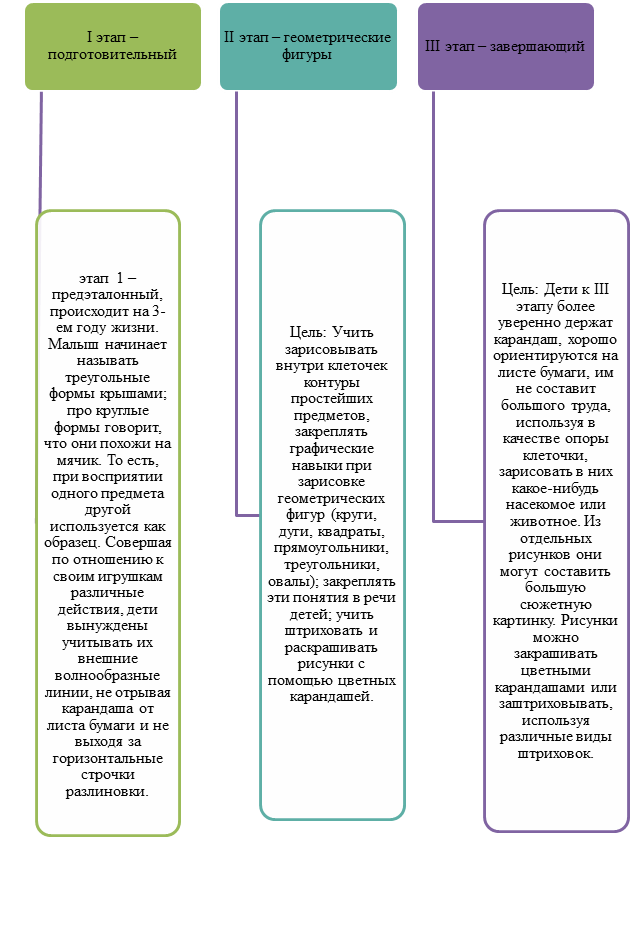 I этап –
подготовительный
II этап – геометрические
фигуры
III этап – завершающий
этап 1 –
предэталонный,
происходит на 3-
ем году жизни.
Малыш начинает
называть
треугольные
формы крышами;
про круглые
формы говорит,
что они похожи на
мячик. То есть,
при восприятии
одного предмета
другой
используется как
образец. Совершая
по отношению к
своим игрушкам
различные
действия, дети
вынуждены
учитывать их
внешние
волнообразные
линии, не отрывая
карандаша от
листа бумаги и не
выходя за
горизонтальные
строчки
разлиновки.
Цель: Учить
зарисовывать
внутри клеточек
контуры
простейших
предметов,
закреплять
графические
навыки при
зарисовке
геометрических
фигур (круги,
дуги, квадраты,
прямоугольники,
треугольники,
овалы); закреплять
эти понятия в речи
детей; учить
штриховать и
раскрашивать
рисунки с
помощью цветных
карандашей.
Цель: Дети к III
этапу более
уверенно держат
карандаш, хорошо
ориентируются на
листе бумаги, им
не составит
большого труда,
используя в
качестве опоры
клеточки,
зарисовать в них
какое-нибудь
насекомое или
животное. Из
отдельных
рисунков они
могут составить
большую
сюжетную
картинку. Рисунки
можно
закрашивать
цветными
карандашами или
заштриховывать,
используя
различные виды
штриховок.